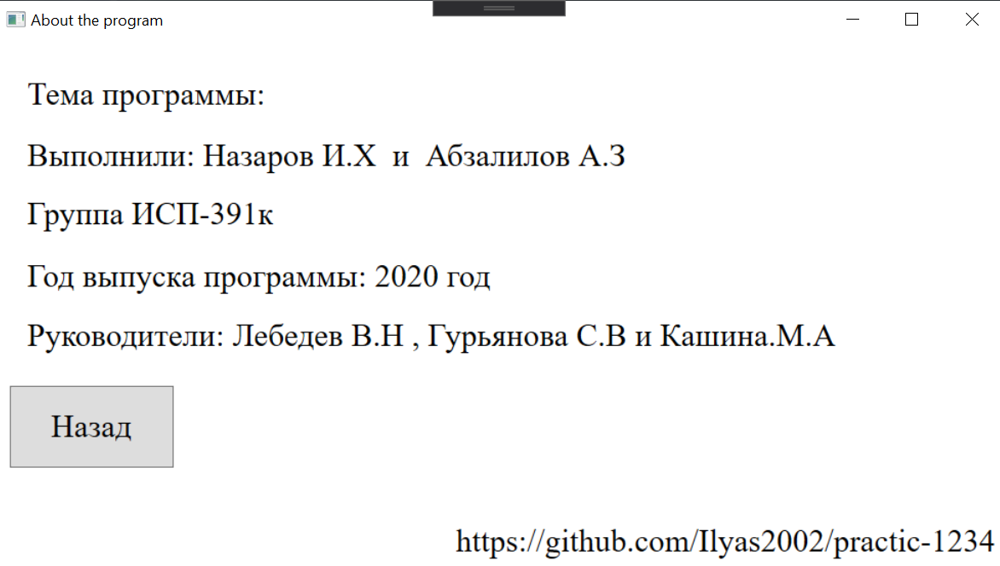 About the program
Тема программы:
Выполнили: Назаров И.Х  и  Абзалилов А.З
Группа ИСП-391к
Год выпуска программы: 2020 год
Руководители: Лебедев В.Н , Гурьянова С.В и Кашина.М.А
Назад
https://github.com/Ilyas2002/practic-1234